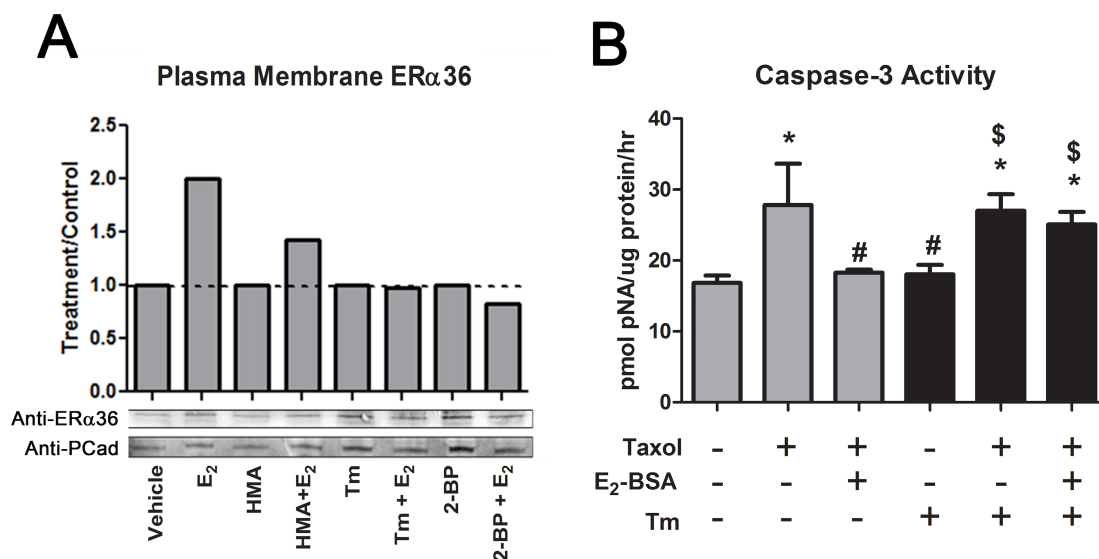 A
Plasma Membrane ERα36
Treatment/Control
2.5
2.0
1.5
1.0
0.5
0.0
Anti-ERα36
Anti-PCad
Vehicle
E₂
HMA
HMA+E₂
Tm
Tm + E₂
2-BP
2-BP + E₂
B
Caspase-3 Activity
pmol pNA/ug protein/hr
40
30
20
10
0
*
#
#
$
*
$
*
Taxol - + + - + +
E₂-BSA - - + - - +
Tm - - - + + +